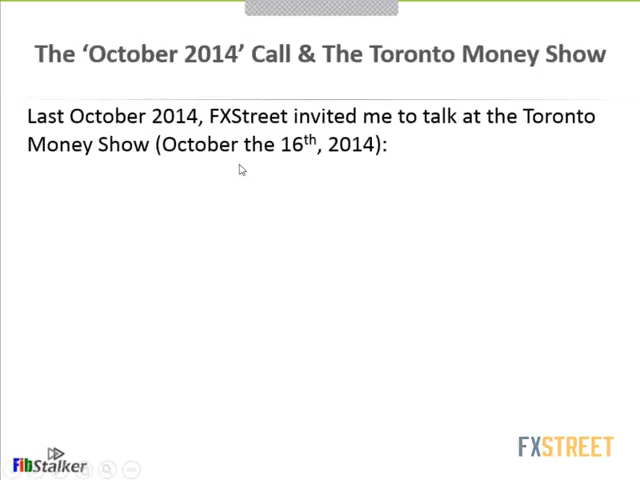 The ‘October 2014’ Call & The Toronto Money Show
Last October 2014, FXStreet invited me to talk at the Toronto
Money Show (October the 16th, 2014):
FibStalker
FXSTREET